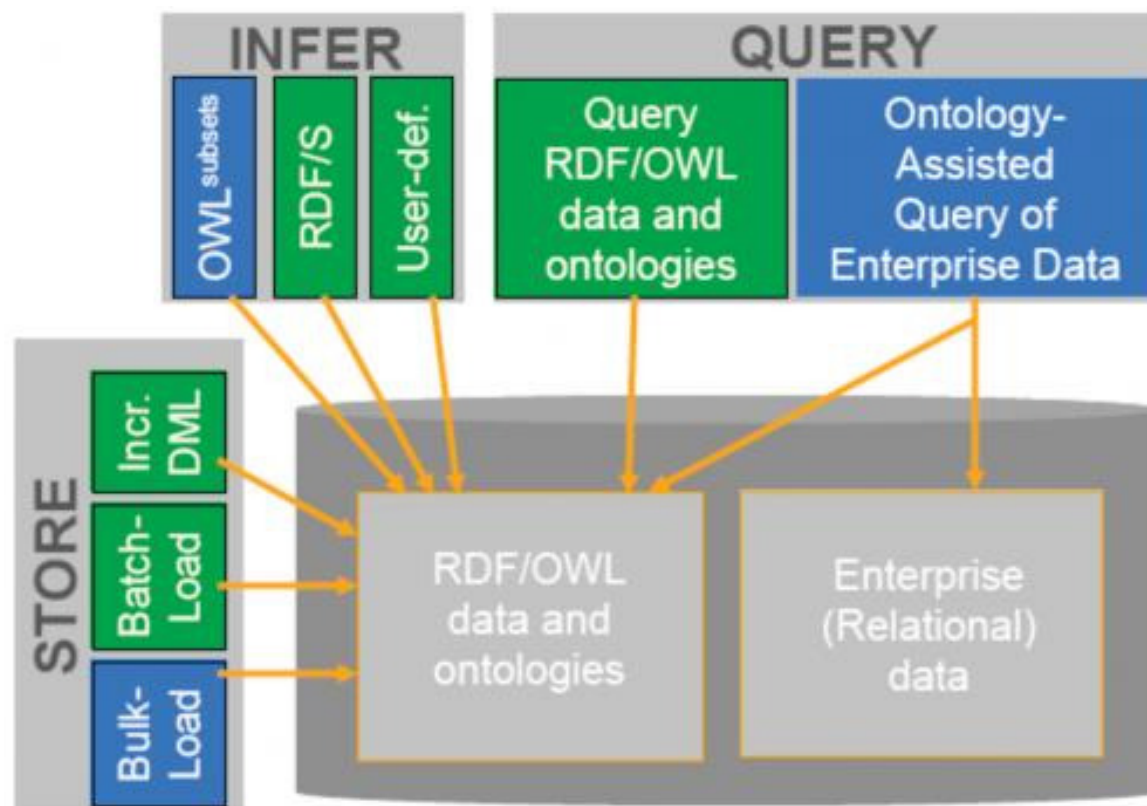 INFER
OWL subsets
RDF/S
User-def.
QUERY
Query
RDF/OWL
data and
ontologies
Ontology-
Assisted
Query of
Enterprise Data
STORE
Incr.
DML
Batch-
Load
Bulk-
Load
RDF/OWL
data and
ontologies
Enterprise
(Relational)
data